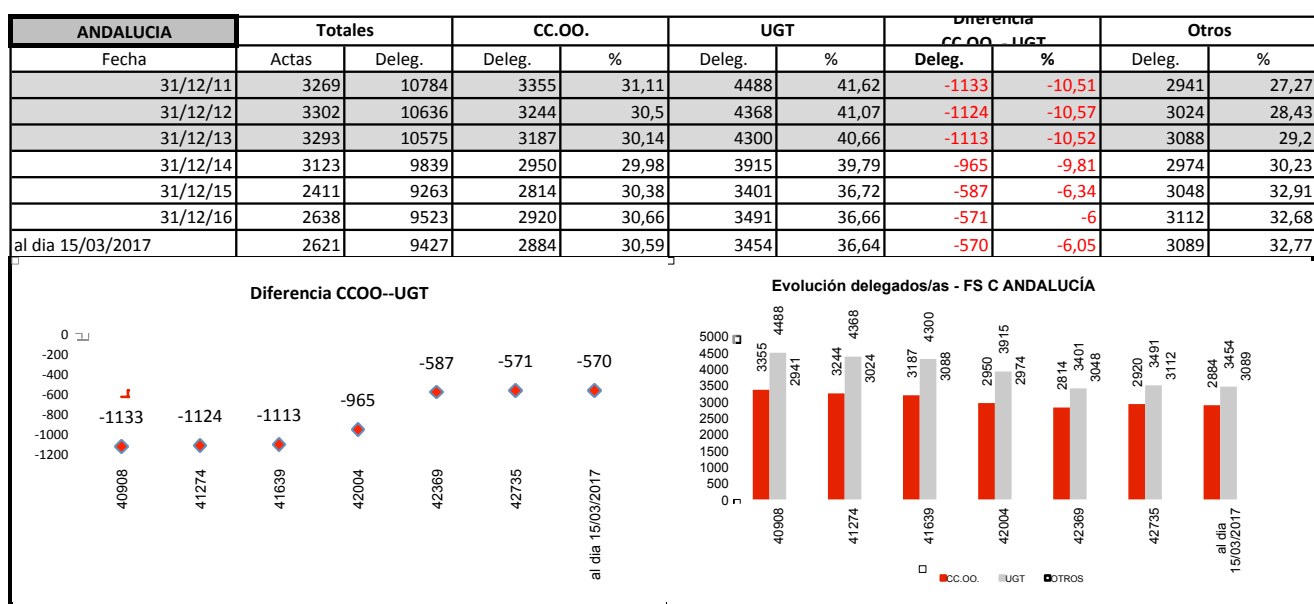 ANDALUCIA Totales CC.OO. UGT Diferencia CC.OO. - UGT Otros
Fecha Actas Deleg. Deleg. % Deleg. % Deleg. % Deleg. %
31/12/11 3269 10784 3355 31,11 4488 41,62 -1133 -10,51 2941 27,27
31/12/12 3302 10636 3244 30,5 4368 41,07 -1124 -10,57 3024 28,43
31/12/13 3293 10575 3187 30,14 4300 40,66 -1113 -10,52 3088 29,2
31/12/14 3123 9839 2950 29,98 3915 39,79 -965 -9,81 2974 30,23
31/12/15 2411 9263 2814 30,38 3401 36,72 -587 -6,34 3048 32,91
31/12/16 2638 9523 2920 30,66 3491 36,66 -571 -6 3112 32,68
al dia 15/03/2017 2621 9427 2884 30,59 3454 36,64 -570 -6,05 3089 32,77
Diferencia CCOO--UGT
0
-200
-400
-600
-800
-1000
-1200
-1133 -1124 -1113 -965 -587 -571 -570
40908 41274 41639 42004 42369 42735 al dia 15/03/2017
Evolución delegados/as - FS C ANDALUCÍA
5000
4500
4000
3500
3000
2500
2000
1500
1000
500
0
3355 4488 2941
3244 4368 3024
3187 4300 3088
2950 3915 2974
2814 3401 3048
2920 3491 3112
2884 3454 3089
40908 41274 41639 42004 42369 42735 al dia 15/03/2017
CC.OO. UGT OTROS